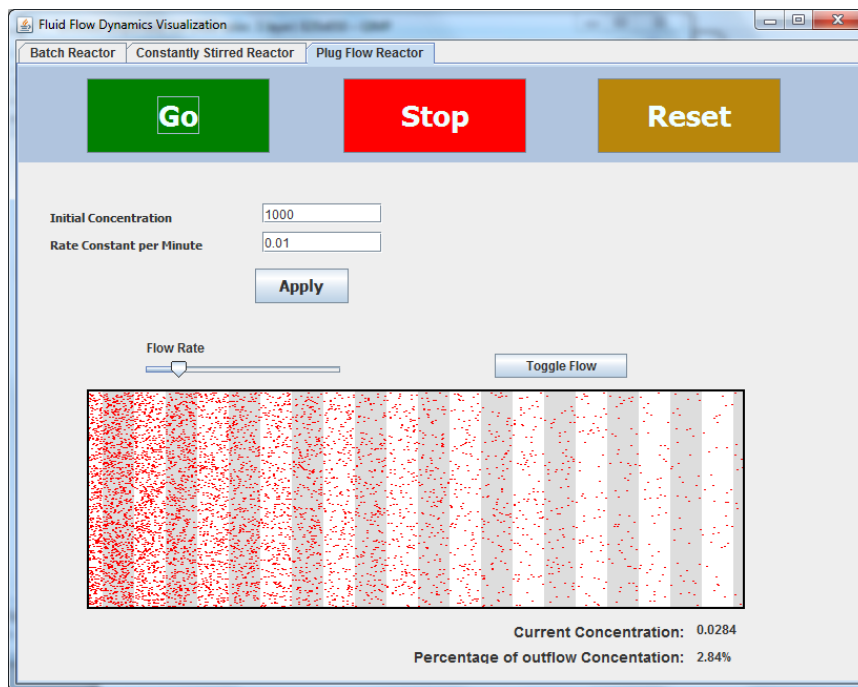 Fluid Flow Dynamics Visualization
Batch Reactor Constantly Stirred Reactor Plug Flow Reactor
Go Stop Reset
Initial Concentration 1000
Rate Constant per Minute 0.01
Apply
Flow Rate
Toggle Flow
Current Concentration: 0.0284
Percentage of outflow Concentation: 2.84%